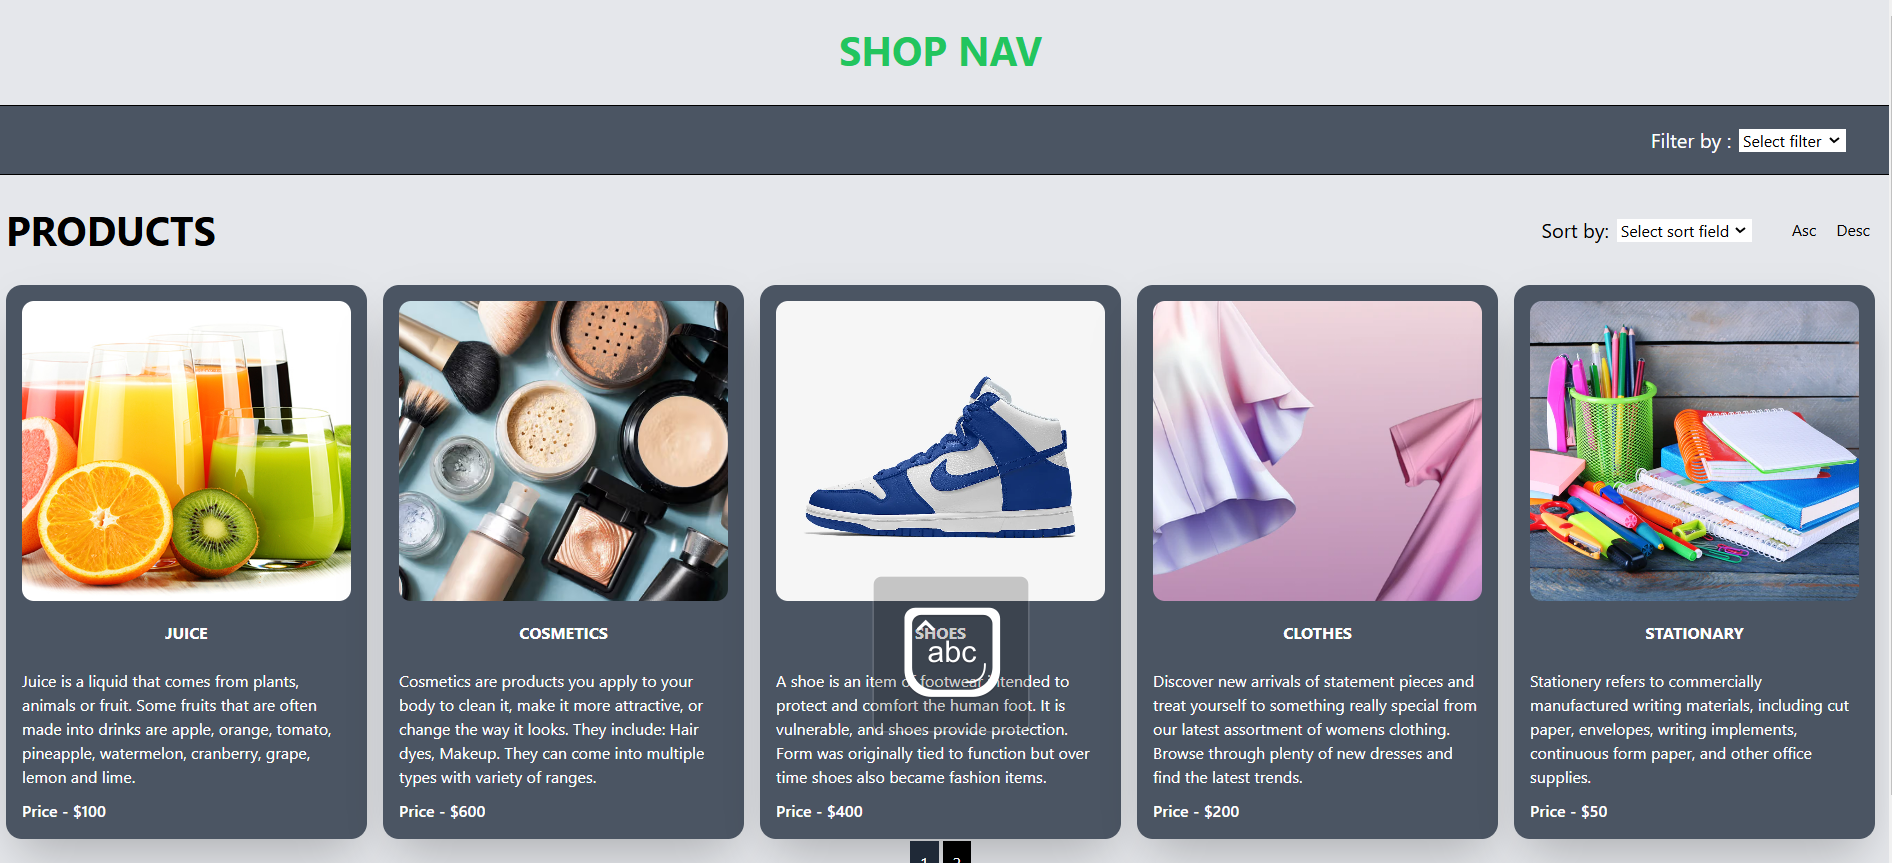 SHOP NAV
Filter by : Select filter
PRODUCTS
Sort by: Select sort field Asc Desc
JUICE
Juice is a liquid that comes from plants,
animals or fruit. Some fruits that are often
made into drinks are apple, orange, tomato,
pineapple, watermelon, cranberry, grape,
lemon and lime.
Price - $100
COSMETICS
Cosmetics are products you apply to your
body to clean it, make it more attractive, or
change the way it looks. They include: Hair
dyes, Makeup. They can come into multiple
types with variety of ranges.
Price - $600
SHOES
abc
A shoe is an item of footwear intended to
protect and comfort the human foot. It is
vulnerable, and shoes provide protection.
Form was originally tied to function but over
time shoes also became fashion items.
Price - $400
CLOTHES
Discover new arrivals of statement pieces and
treat yourself to something really special from
our latest assortment of womens clothing.
Browse through plenty of new dresses and
find the latest trends.
Price - $200
STATIONARY
Stationery refers to commercially
manufactured writing materials, including cut
paper, envelopes, writing implements,
continuous form paper, and other office
supplies.
Price - $50
1 2